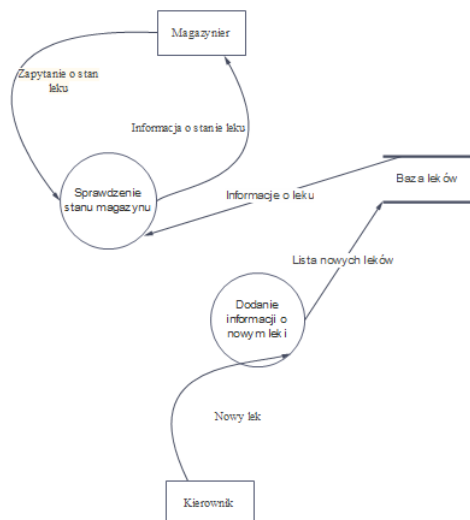 Magazynier
Zapytanie o stan
leku
Informacja o stanie leku
Sprawdzenie
stanu magazynu
Informacje o leku
Baza leków
Lista nowych leków
Dodanie
informacji o
nowym leki
Nowy lek
Kierownik